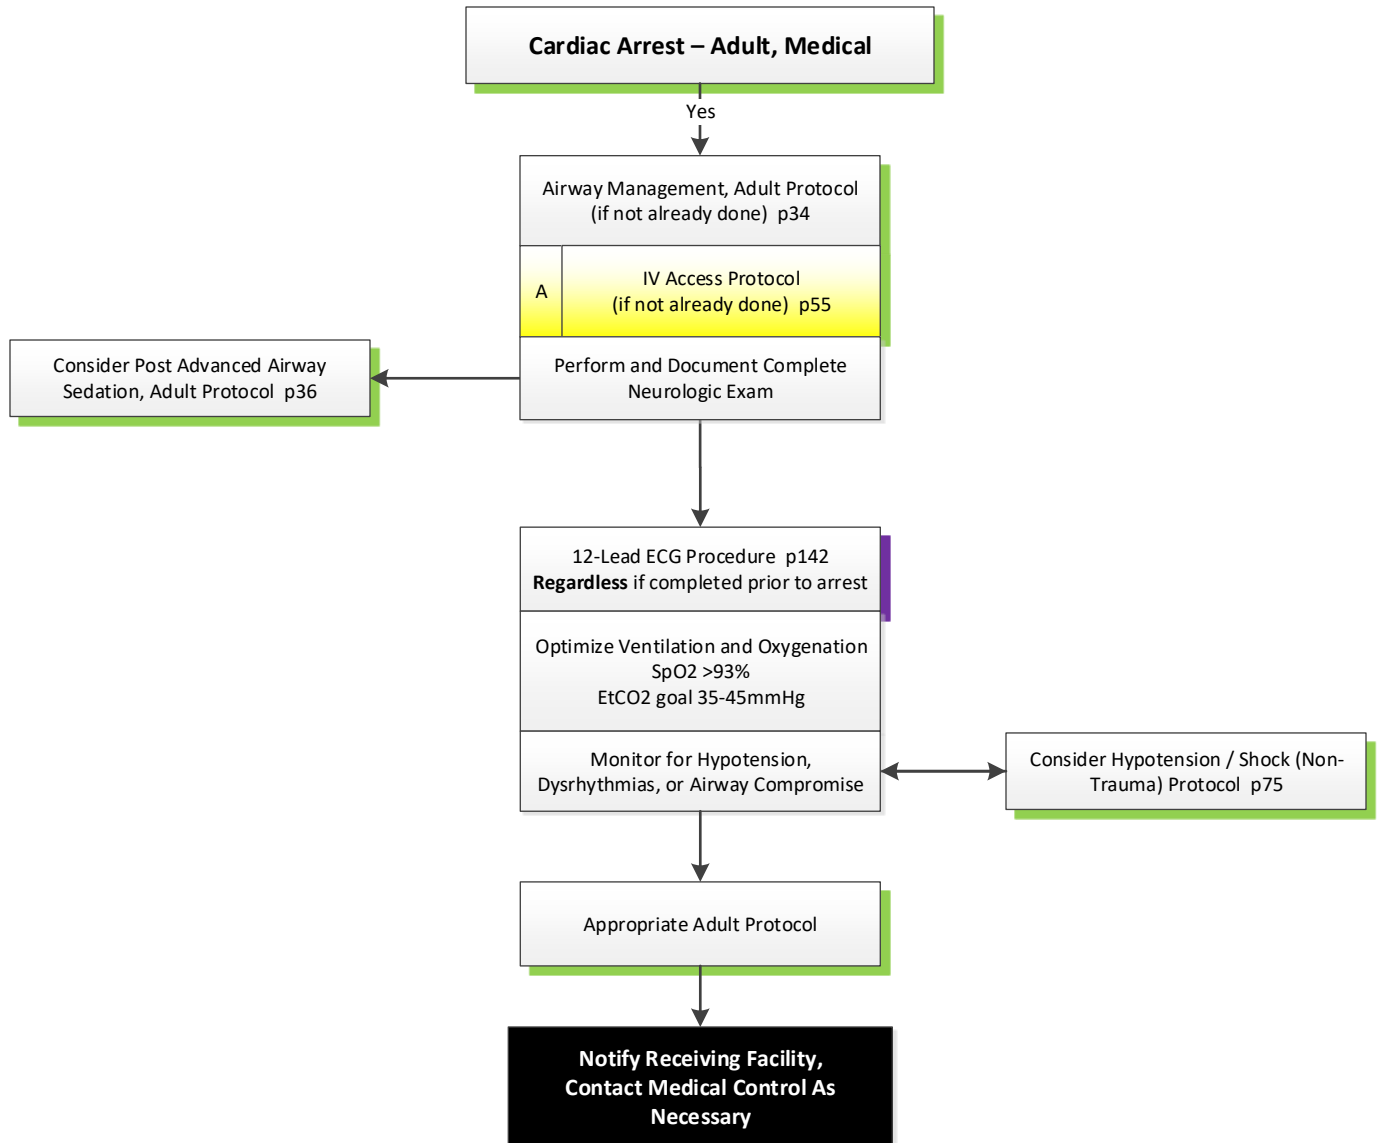 Cardiac Arrest – Adult, Medical
Yes
Airway Management, Adult Protocol
(if not already done)  p34
A
IV Access Protocol
(if not already done)  p55
Perform and Document Complete
Neurologic Exam
Consider Post Advanced Airway
Sedation, Adult Protocol  p36
12-Lead ECG Procedure  p142
Regardless if completed prior to arrest
Optimize Ventilation and Oxygenation
SpO2 >93%
EtCO2 goal 35-45mmHg
Monitor for Hypotension,
Dysrhythmias, or Airway Compromise
Consider Hypotension / Shock (Non-
Trauma) Protocol  p75
Appropriate Adult Protocol
Notify Receiving Facility,
Contact Medical Control As
Necessary